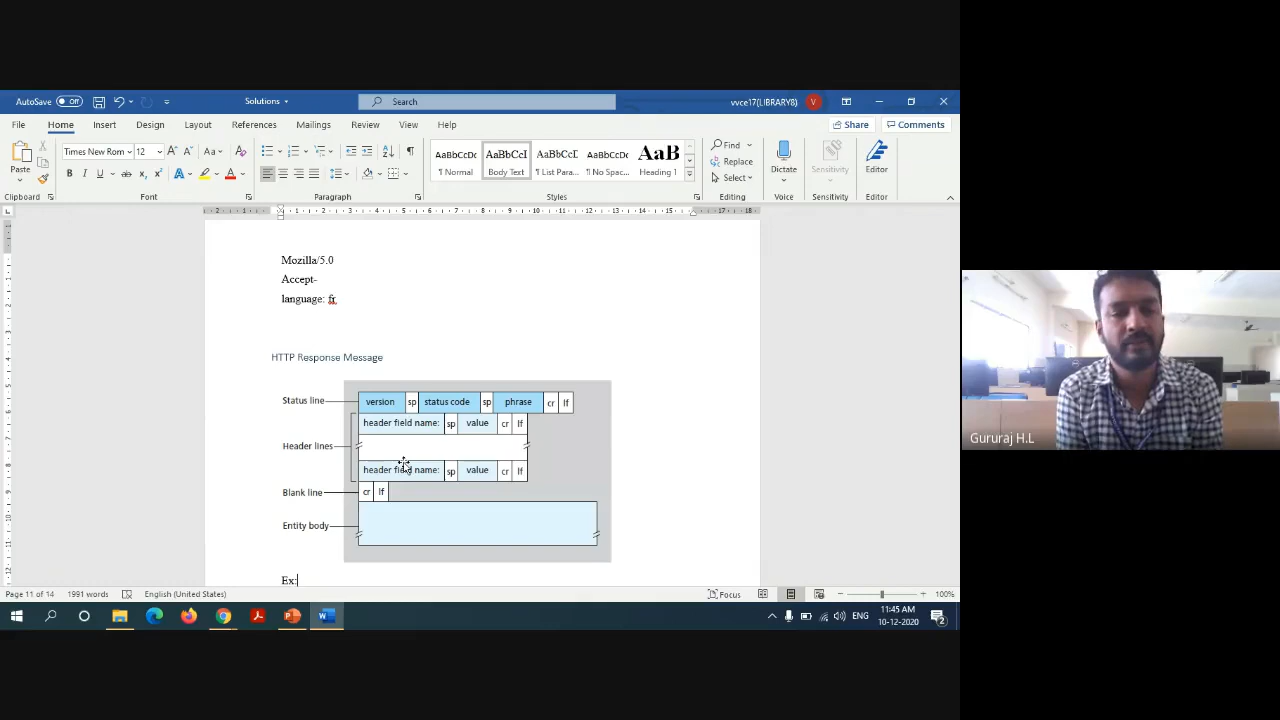 AutoSave Off Solutions Search vvce17(LIBRARY8) V
File Home Insert Design Layout References Mailings Review View Help Share Comments
Paste Times New Rom 12 Find Replace Select Dictate Sensitivity Editor
AaBbCcDc AaBbCcI AaBbCcD AaBbCcDc AaB
¶ Normal Body Text ¶ List Para... ¶ No Spac... Heading 1
Clipboard Font Paragraph Styles Editing Voice Sensitivity Editor
Mozilla/5.0
Accept-
language: fr
HTTP Response Message
Status line version sp status code sp phrase cr lf
header field name: sp value cr lf
Header lines
header field name: sp value cr lf
Blank line cr lf
Entity body
Ex:
Page 11 of 14 1991 words English (United States) Focus 100%
ENG 11:45 AM
10-12-2020 2
Gururaj H.L